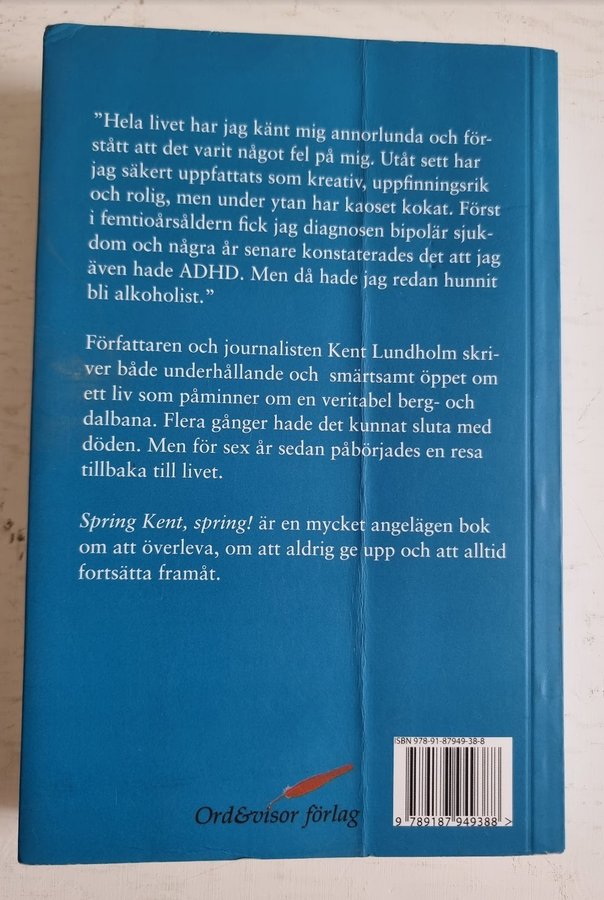 ”Hela livet har jag känt mig annorlunda och för-
stått att det varit något fel på mig. Utåt sett har
jag säkert uppfattats som kreativ, uppfinningsrik
och rolig, men under ytan har kaoset kokat. Först
i femtioårsåldern fick jag diagnosen bipolär sjuk-
dom och några år senare konstaterades det att jag
även hade ADHD. Men då hade jag redan hunnit
bli alkoholist.”
Författaren och journalisten Kent Lundholm skri-
ver både underhållande och smärtsamt öppet om
ett liv som påminner om en veritabel berg- och
dalbana. Flera gånger hade det kunnat sluta med
döden. Men för sex år sedan påbörjades en resa
tillbaka till livet.
Spring Kent, spring! är en mycket angelägen bok
om att överleva, om att aldrig ge upp och att alltid
fortsätta framåt.
ISBN 978-91-87949-38-8
Ord&visor förlag
9 789187 949388 >